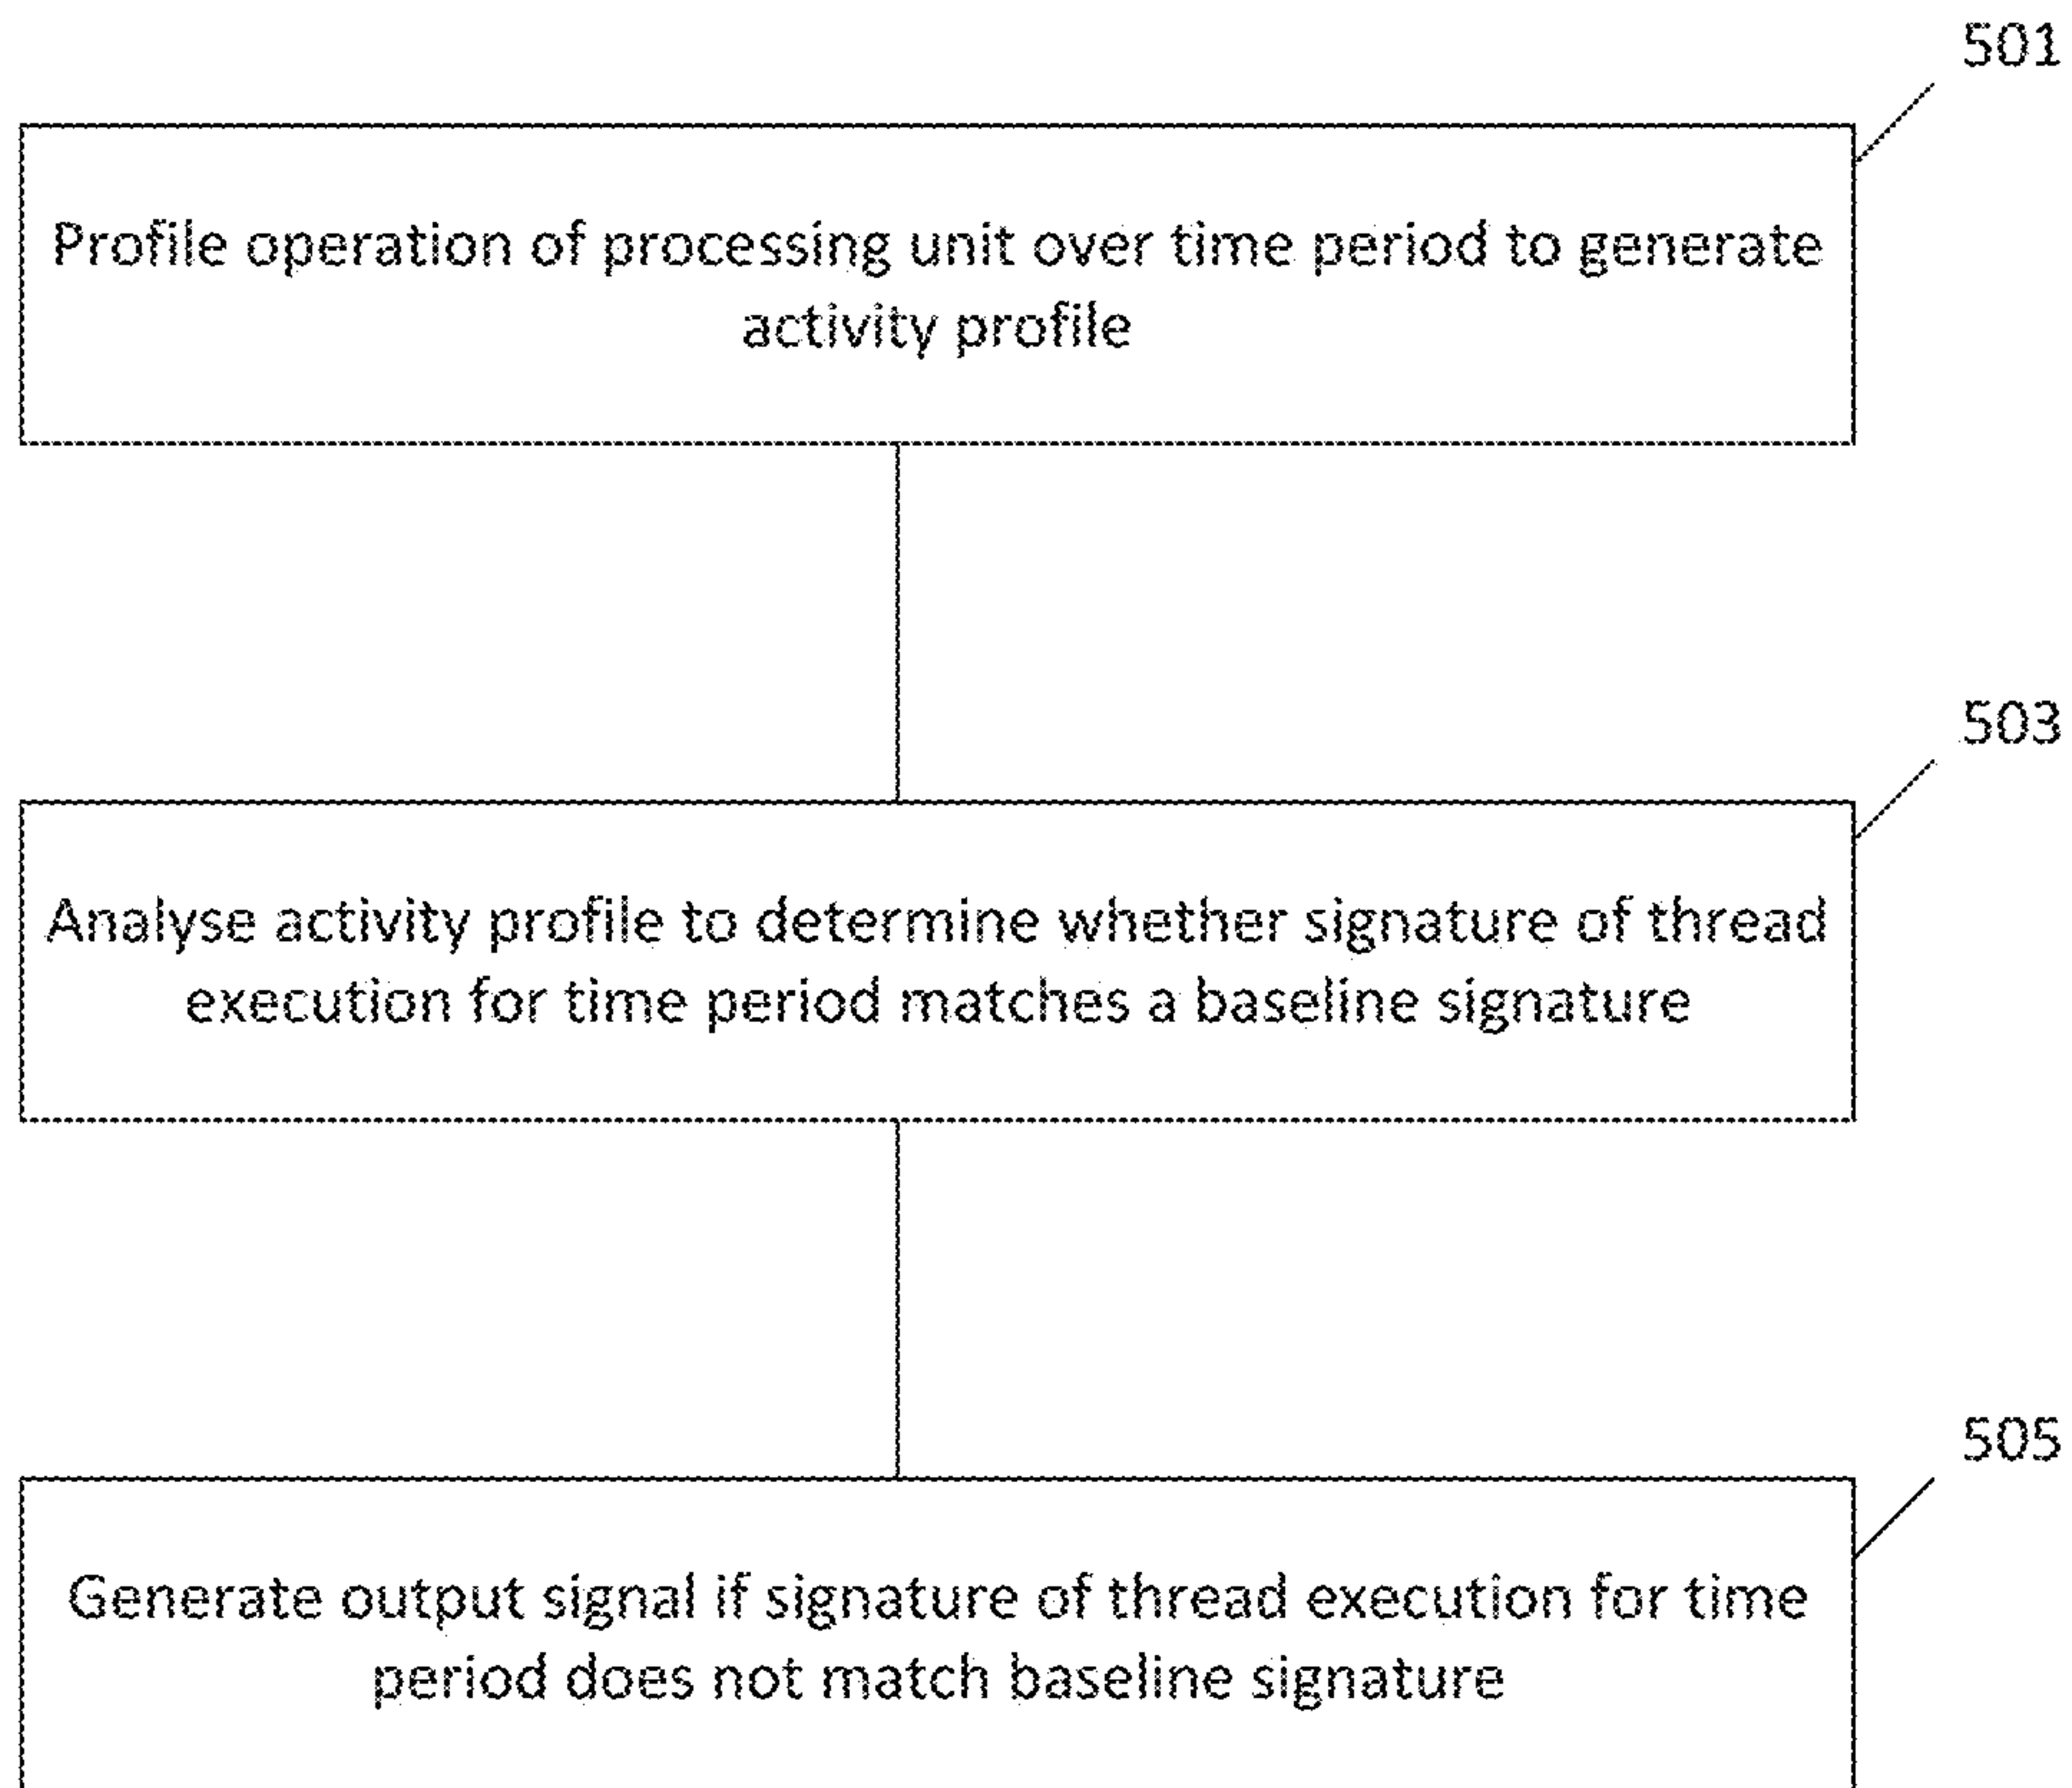 501
Profile operation of processing unit over time period to generate
activity profile
503
Analyse activity profile to determine whether signature of thread
execution for time period matches a baseline signature
505
Generate output signal if signature of thread execution for time
period does not match baseline signature